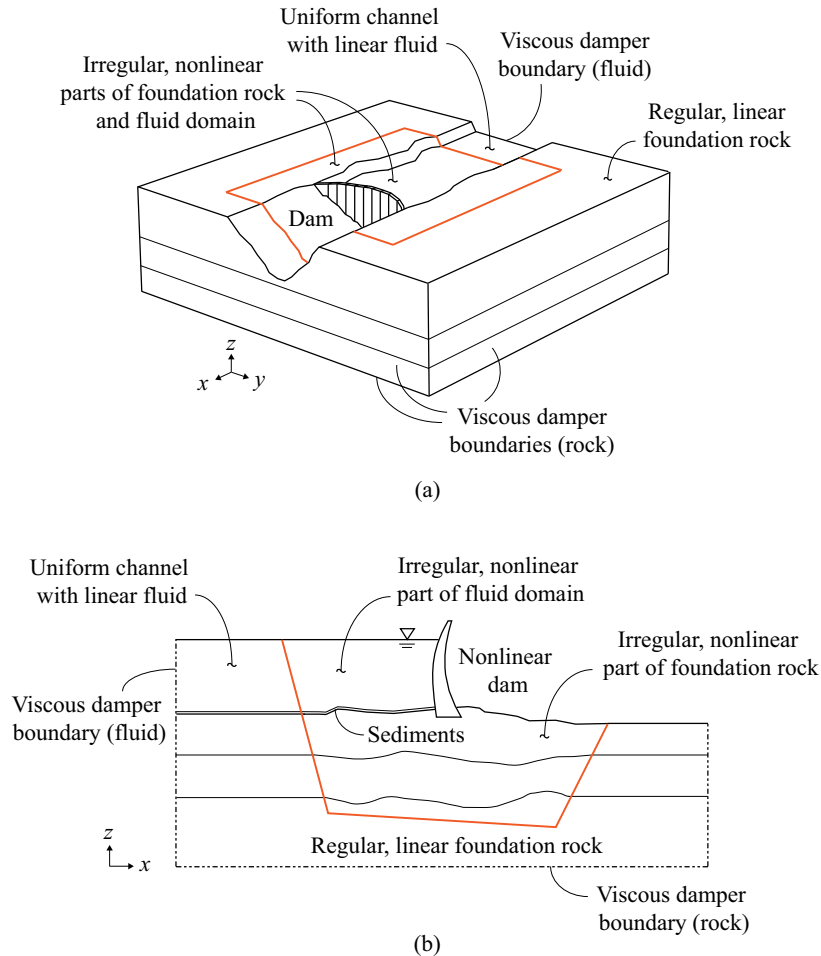 Uniform channel
with linear fluid
Viscous damper
boundary (fluid)
Irregular, nonlinear
parts of foundation rock
and fluid domain
Regular, linear
foundation rock
Dam
z
x
y
Viscous damper
boundaries (rock)
(a)
Uniform channel
with linear fluid
Irregular, nonlinear
part of fluid domain
Irregular, nonlinear
part of foundation rock
Nonlinear
dam
Viscous damper
boundary (fluid)
Sediments
z
x
Regular, linear foundation rock
Viscous damper
boundary (rock)
(b)